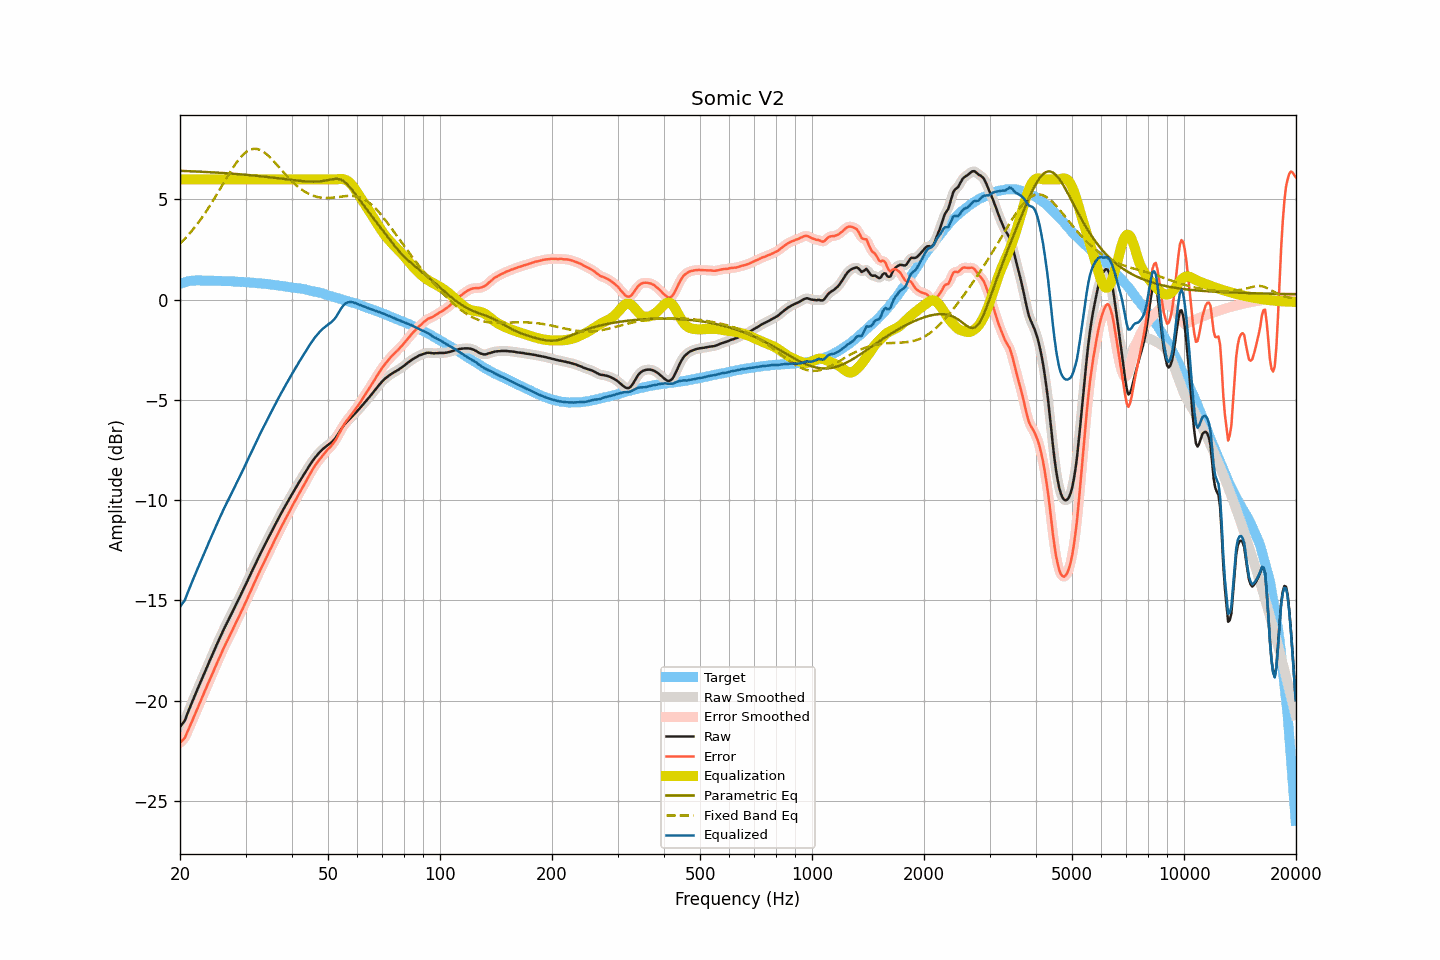 Somic V2
5
0
−5
−10
−15
−20
−25
Amplitude (dBr)
Target
Raw Smoothed
Error Smoothed
Raw
Error
Equalization
Parametric Eq
Fixed Band Eq
Equalized
20 50 100 200 500 1000 2000 5000 10000 20000
Frequency (Hz)